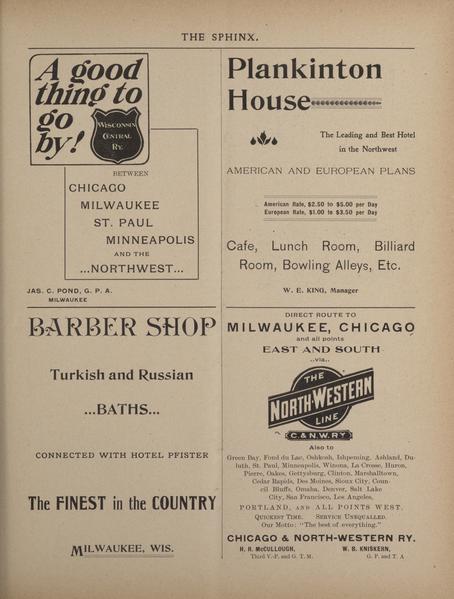 THE SPHINX.
A good
thing to
go
by!
WISCONSIN
CENTRAL
RY.
BETWEEN
CHICAGO
MILWAUKEE
ST. PAUL
MINNEAPOLIS
AND THE
...NORTHWEST...
JAS. C. POND, G. P. A.
MILWAUKEE
Plankinton
House
The Leading and Best Hotel
in the Northwest
AMERICAN AND EUROPEAN PLANS
American Rate, $2.50 to $5.00 per Day
European Rate, $1.00 to $3.50 per Day
Cafe, Lunch Room, Billiard
Room, Bowling Alleys, Etc.
W. E. KING, Manager
BARBER SHOP
Turkish and Russian
...BATHS...
CONNECTED WITH HOTEL PFISTER
The FINEST in the COUNTRY
MILWAUKEE, WIS.
DIRECT ROUTE TO
MILWAUKEE, CHICAGO
and all points
EAST AND SOUTH
..via..
THE
NORTH-WESTERN
LINE
C. & N. W. RY.
Also to
Green Bay, Fond du Lac, Oshkosh, Ishpeming, Ashland, Du-
luth, St. Paul, Minneapolis, Winona, La Crosse, Huron,
Pierre, Oakes, Gettysburg, Clinton, Marshalltown,
Cedar Rapids, Des Moines, Sioux City, Coun-
cil Bluffs, Omaha, Denver, Salt Lake
City, San Francisco, Los Angeles,
PORTLAND, AND ALL POINTS WEST.
QUICKEST TIME. SERVICE UNEQUALLED.
Our Motto: "The best of everything."
CHICAGO & NORTH-WESTERN RY.
H. R. McCULLOUGH, W. B. KNISKERN,
Third V.-P. and G. T. M. G. P. and T. A